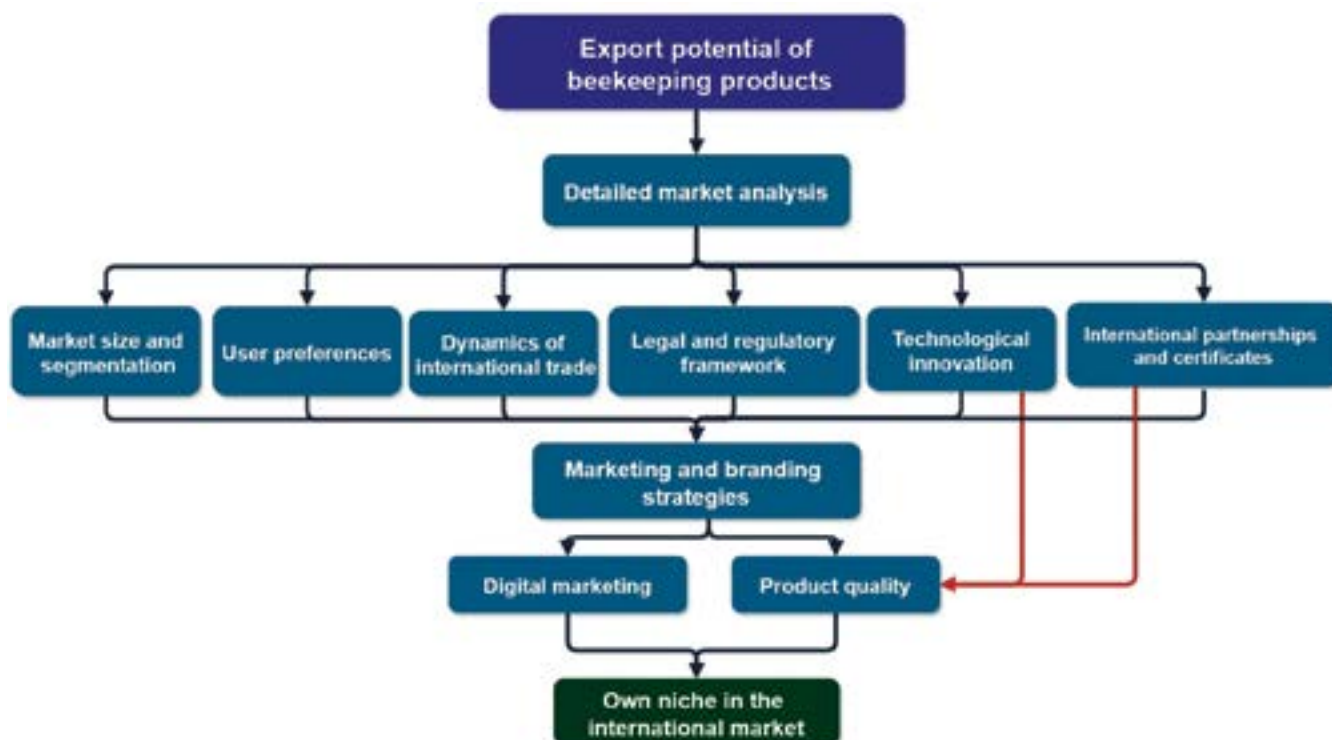 Export potential of
beekeeping products
Detailed market analysis
Market size and
segmentation
User preferences
Dynamics of
international trade
Legal and regulatory
framework
Technological
innovation
International partnerships
and certificates
Marketing and branding
strategies
Digital marketing
Product quality
Own niche in the
international market